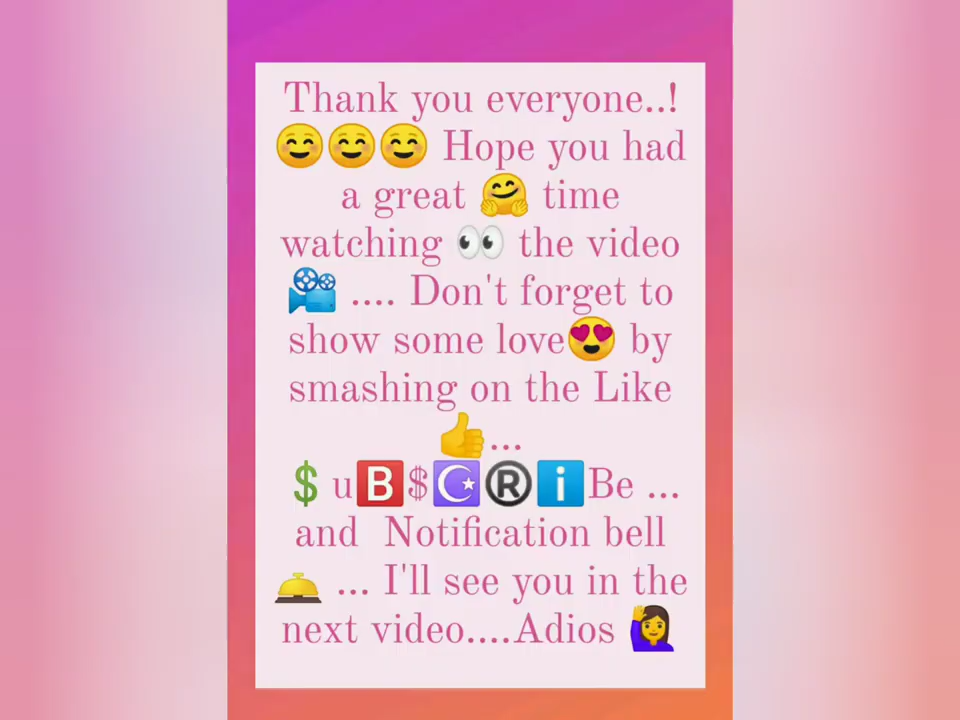 Thank you everyone..!
😊😊😊 Hope you had
a great 🤗 time
watching 👀 the video
🎥 .... Don't forget to
show some love😍 by
smashing on the Like
👍...
💲u🅱$☪®ℹBe ...
and Notification bell
🛎 ... I'll see you in the
next video....Adios 🙋‍♀️